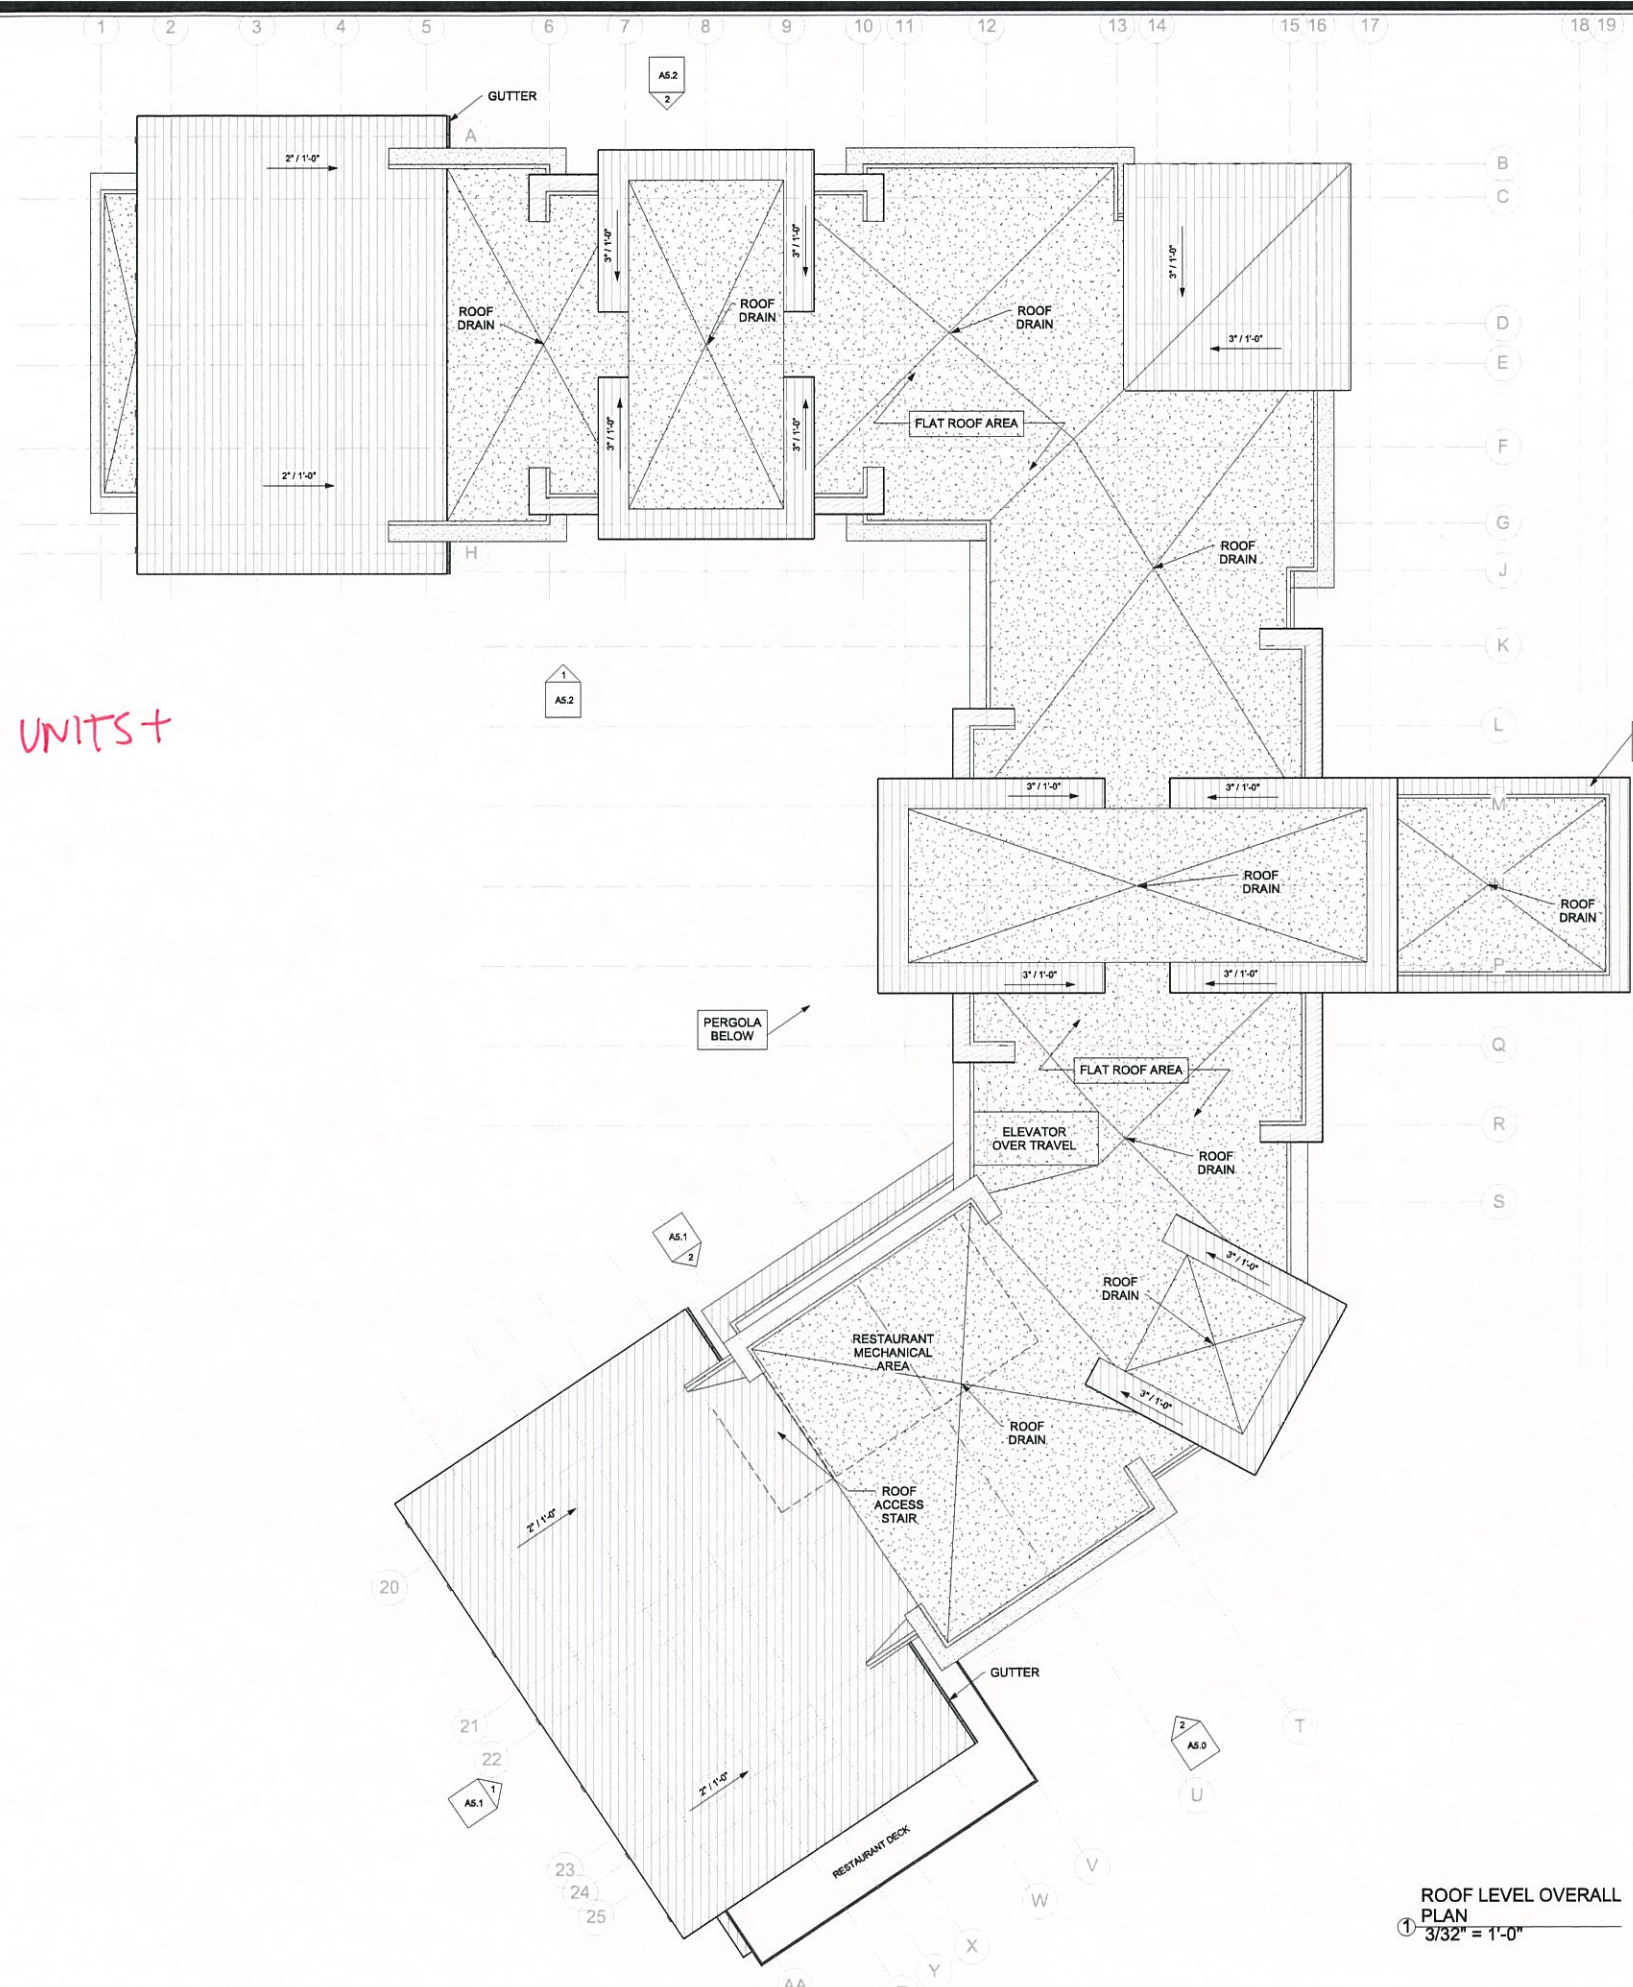 1 2 3 4 5 6 7 8 9 10 11 12 13 14 15 16 17 18 19
A5.2
2
GUTTER
A
B
C
2" / 1'-0"
3" / 1'-0"
3" / 1'-0"
3" / 1'-0"
ROOF
DRAIN
ROOF
DRAIN
ROOF
DRAIN
D
3" / 1'-0"
E
FLAT ROOF AREA
3" / 1'-0"
3" / 1'-0"
F
2" / 1'-0"
G
H
ROOF
DRAIN
J
K
1
A5.2
UNITS +
L
3" / 1'-0"
3" / 1'-0"
M
ROOF
DRAIN
ROOF
DRAIN
P
3" / 1'-0"
3" / 1'-0"
PERGOLA
BELOW
Q
FLAT ROOF AREA
R
ELEVATOR
OVER TRAVEL
ROOF
DRAIN
S
A5.1
2
3" / 1'-0"
ROOF
DRAIN
RESTAURANT
MECHANICAL
AREA
3" / 1'-0"
ROOF
DRAIN
ROOF
ACCESS
STAIR
2" / 1'-0"
20
GUTTER
21
22
T
2
A5.0
U
2" / 1'-0"
1
A5.1
RESTAURANT DECK
23
24
25
V
W
X
Y
AA
ROOF LEVEL OVERALL
PLAN
1
3/32" = 1'-0"